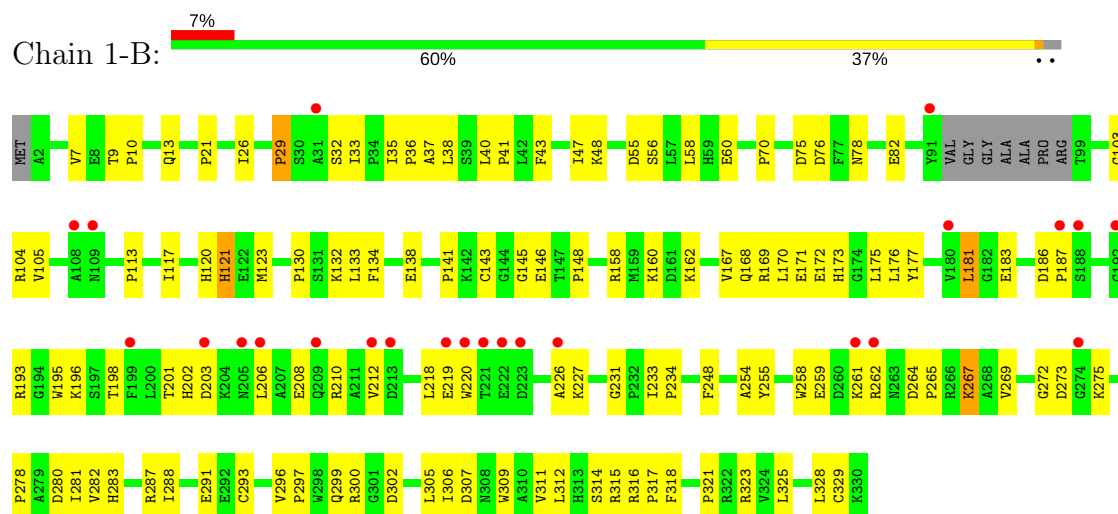 7%
Chain 1-B:
60% 37% • •
MET A2 V7 E8 T9 P10 Q13 P21 I26 P29 S30 A31 S32 I33 P34 I35 P36 A37 L38 S39 L40 P41 L42 F43 I47 K48 D55 S56 L57 L58 H59 E60 P70 D75 D76 F77 N78 E82 Y91 VAL GLY GLY ALA ALA PRO ARG T99 C103
R104 V105 A108 N109 P113 I117 H120 H121 E122 M123 P130 S131 K132 L133 F134 E138 P141 K142 C143 G144 G145 E146 T147 P148 R158 M159 K160 D161 K162 V167 Q168 R169 L170 E171 E172 H173 G174 L175 L176 Y177 V180 L181 G182 E183 D186 P187 S188 G192
R193 G194 W195 K196 S197 T198 F199 L200 T201 H202 D203 K204 N205 L206 A207 E208 Q209 R210 A211 V212 D213 L218 E219 W220 T221 E222 D223 A226 K227 G231 P232 I233 P234 F248 A254 Y255 W258 E259 D260 K261 R262 N263 D264 P265 R266 K267 A268 V269 G272 D273 G274 K275
P278 A279 D280 I281 V282 H283 R287 I288 E291 E292 C293 V296 P297 W298 Q299 R300 G301 D302 L305 I306 D307 N308 W309 A310 V311 L312 H313 S314 R315 R316 P317 F318 P321 R322 R323 V324 L325 L328 C329 K330